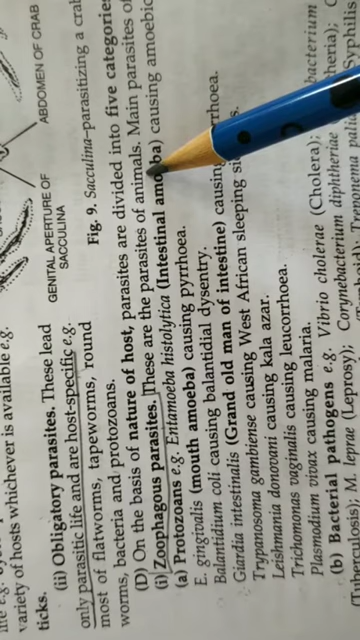 variety of hosts whichever is available e.g.
ticks.
(ii) Obligatory parasites. These lead
only parasitic life and are host-specific e.g.
most of flatworms, tapeworms, round
worms, bacteria and protozoans.
ABDOMEN OF CRAB
GENITAL APERTURE OF
SACCULINA
Fig. 9. Sacculina–parasitizing a crab
(D) On the basis of nature of host, parasites are divided into five categories
(i) Zoophagous parasites. These are the parasites of animals. Main parasites of
(a) Protozoans e.g. Entamoeba histolytica (Intestinal amoeba) causing amoebic
E. gingivalis (mouth amoeba) causing pyrrhoea.
Balantidium coli causing balantidial dysentry.
Giardia intestinalis (Grand old man of intestine) causing
Trypanosoma gambiense causing West African sleeping
Leishmania donovani causing kala azar.
Trichomonas vaginalis causing leucorrhoea.
Plasmodium vivax causing malaria.
(b) Bacterial pathogens e.g. Vibrio cholerae (Cholera);
M. leprae (Leprosy); Corynebacterium diphtheriae